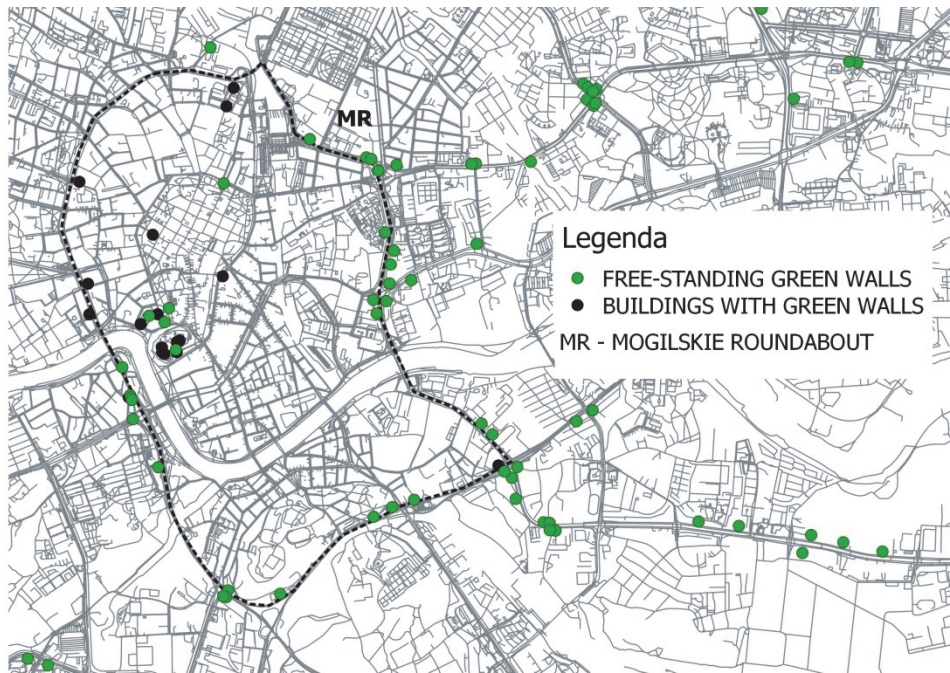 MR
Legenda
FREE-STANDING GREEN WALLS
BUILDINGS WITH GREEN WALLS
MR - MOGILSKIE ROUNDABOUT